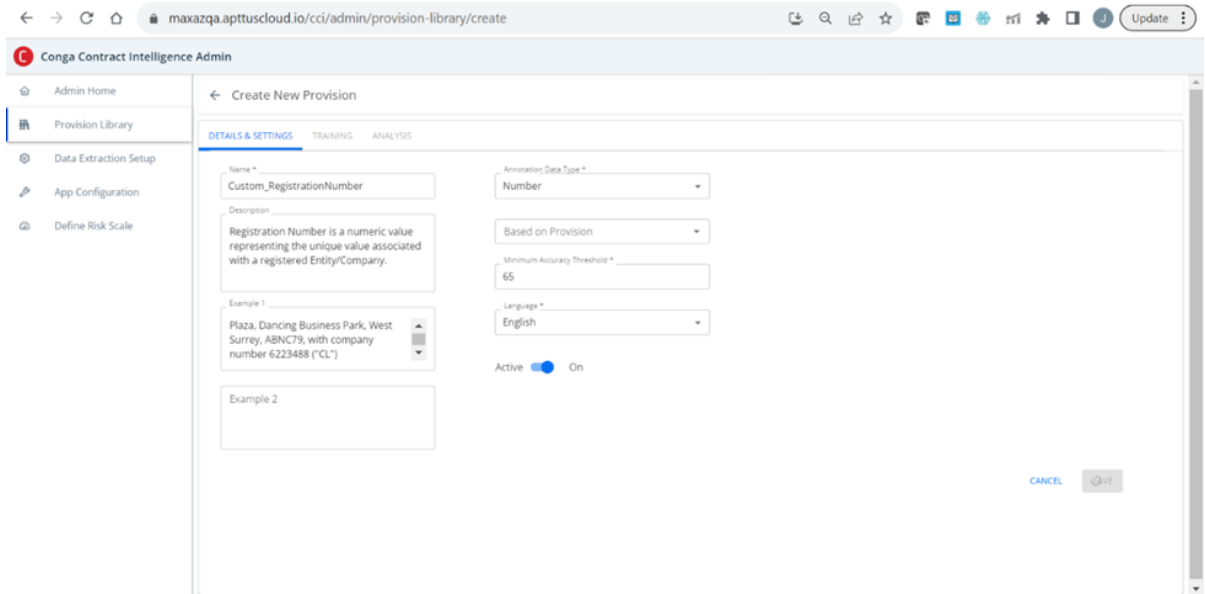 maxazqa.apttuscloud.io/cci/admin/provision-library/create
J
Update
C
Conga Contract Intelligence Admin
Admin Home
Provision Library
Data Extraction Setup
App Configuration
Define Risk Scale
Create New Provision
DETAILS & SETTINGS TRAINING ANALYSIS
Name *
Custom_RegistrationNumber
Description
Registration Number is a numeric value
representing the unique value associated
with a registered Entity/Company.
Example 1
Plaza, Dancing Business Park, West
Surrey, ABNC79, with company
number 6223488 ("CL")
Example 2
Annotation Data Type *
Number
Based on Provision
Minimum Accuracy Threshold *
65
Language *
English
Active On
CANCEL